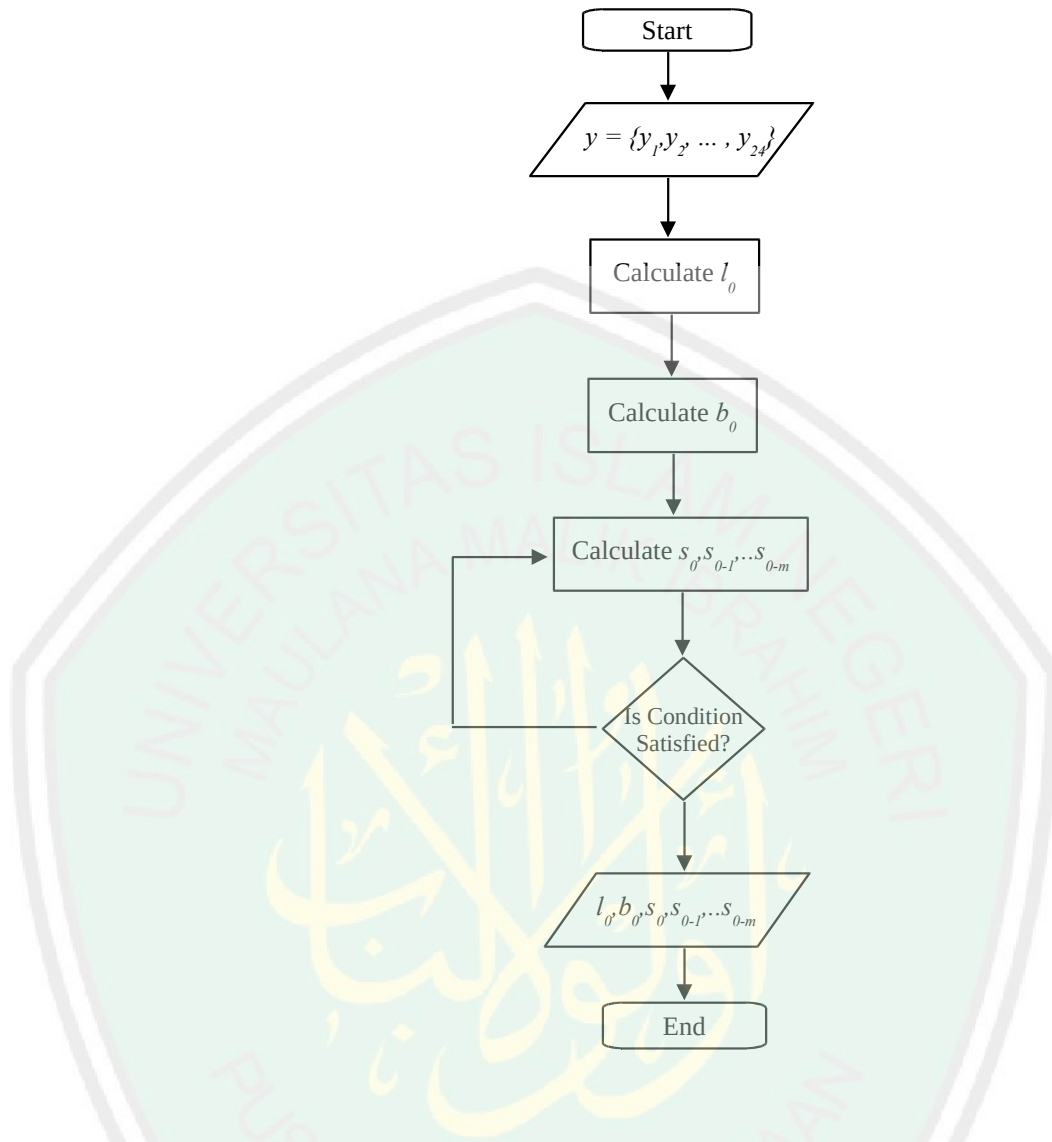 Start
y = {y₁,y₂, ... , y₂₄}
Calculate l₀
Calculate b₀
Calculate s₀,s₀₋₁,..s₀₋ₘ
Is Condition
Satisfied?
l₀,b₀,s₀,s₀₋₁,..s₀₋ₘ
End
UNIVERSITAS ISLAM NEGERI
MAULANA MALIK IBRAHIM